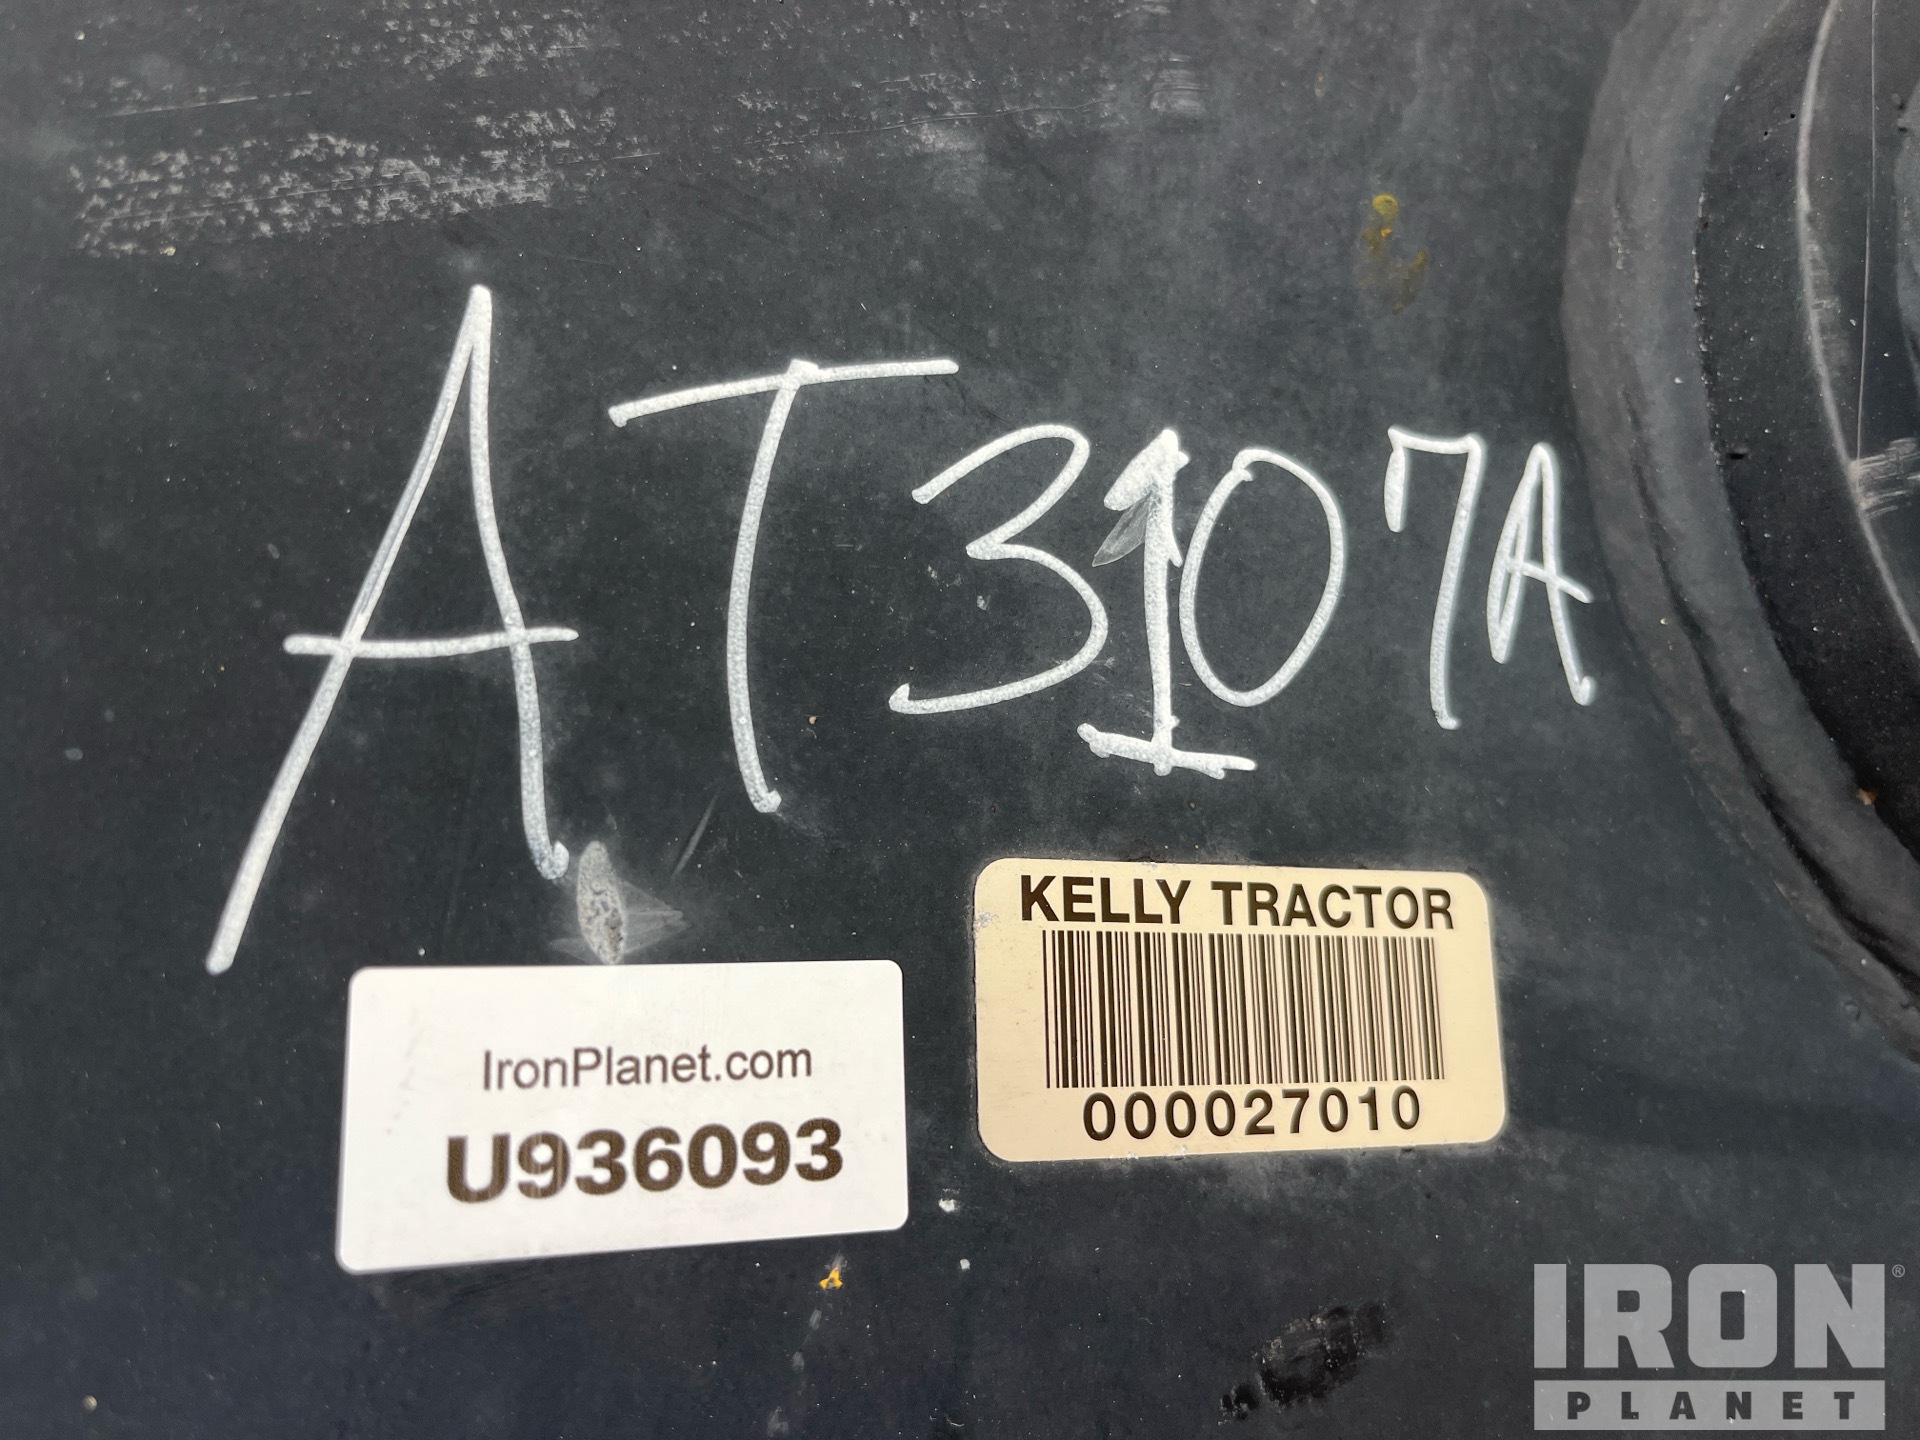 AT3107A
KELLY TRACTOR
000027010
IronPlanet.com
U936093
IRON®
PLANET